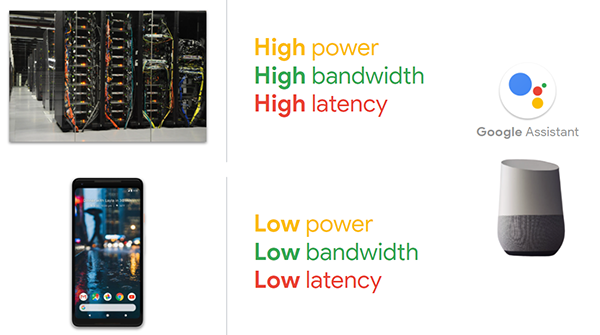 High power
High bandwidth
High latency
Google Assistant
Low power
Low bandwidth
Low latency